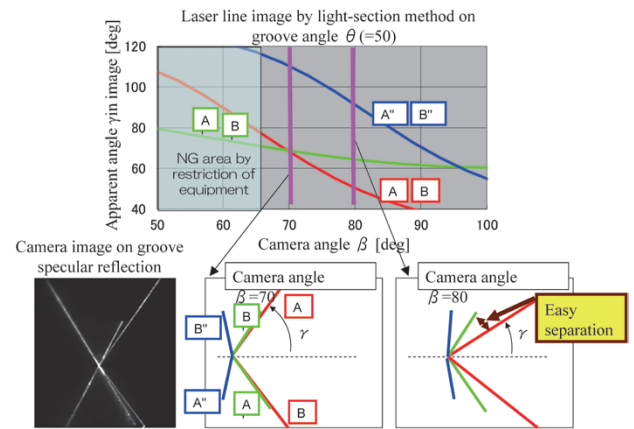 Laser line image by light-section method on
groove angle θ (=50)
Apparent angle γin image [deg]
120
100
80
60
40
A
B
A"
B"
NG area by
restriction of
equipment
A
B
50
60
70
80
90
100
Camera angle β [deg]
Camera image on groove
specular reflection
Camera angle
β=70
B"
B
A
γ
A"
A
B
Camera angle
β=80
γ
Easy
separation